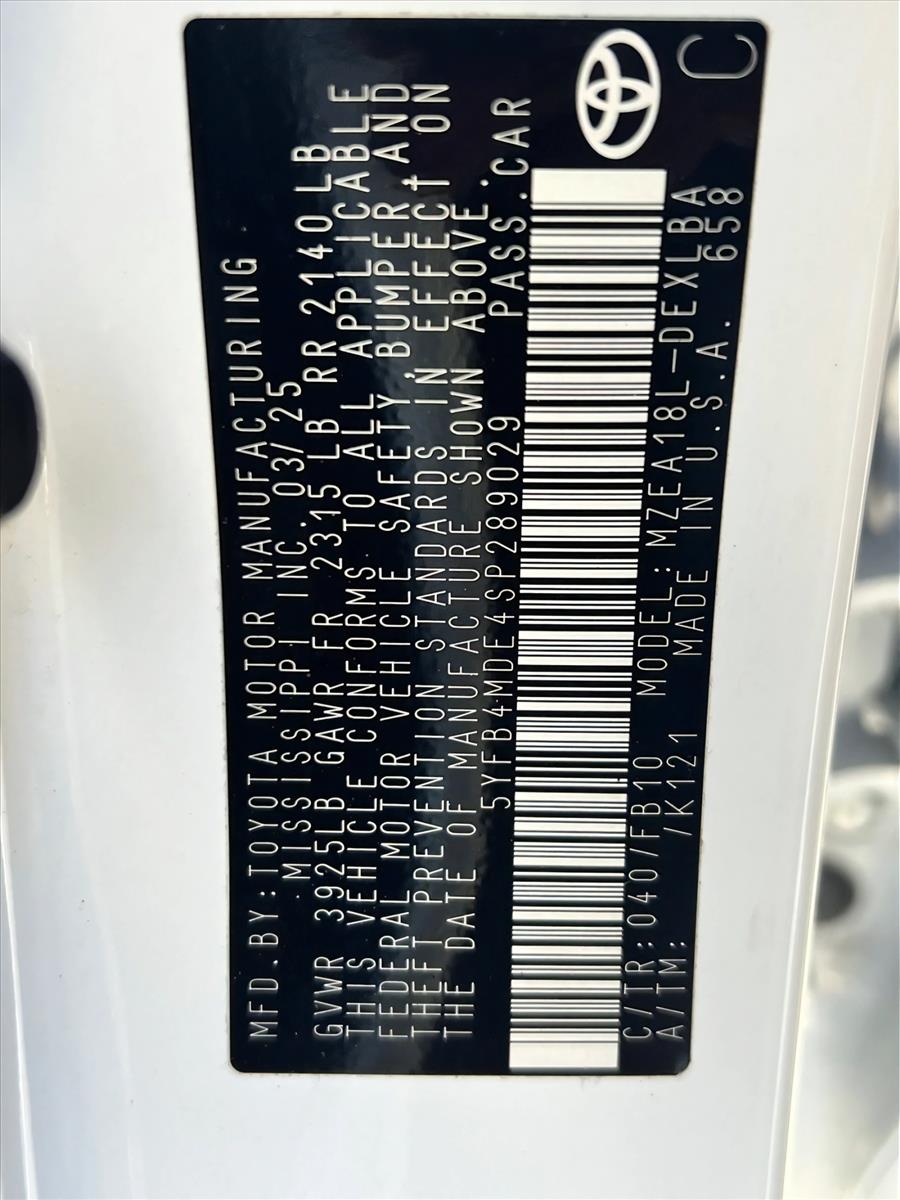 MFD.BY:TOYOTA MOTOR MANUFACTURING
MISSISSIPPI INC. 03/25
GVWR 3925LB GAWR FR 2315 LB RR 2140LB
THIS VEHICLE CONFORMS TO ALL APPLICABLE
FEDERAL MOTOR VEHICLE SAFETY, BUMPER AND
THEFT PREVENTION STANDARDS IN EFFECT ON
THE DATE OF MANUFACTURE SHOWN ABOVE.
5YFB4MDE4SP289029 PASS.CAR
C/TR:040/FB10 MODEL:MZEA18L-DEXLBA
A/TM: /K121 MADE IN U.S.A. 658
C